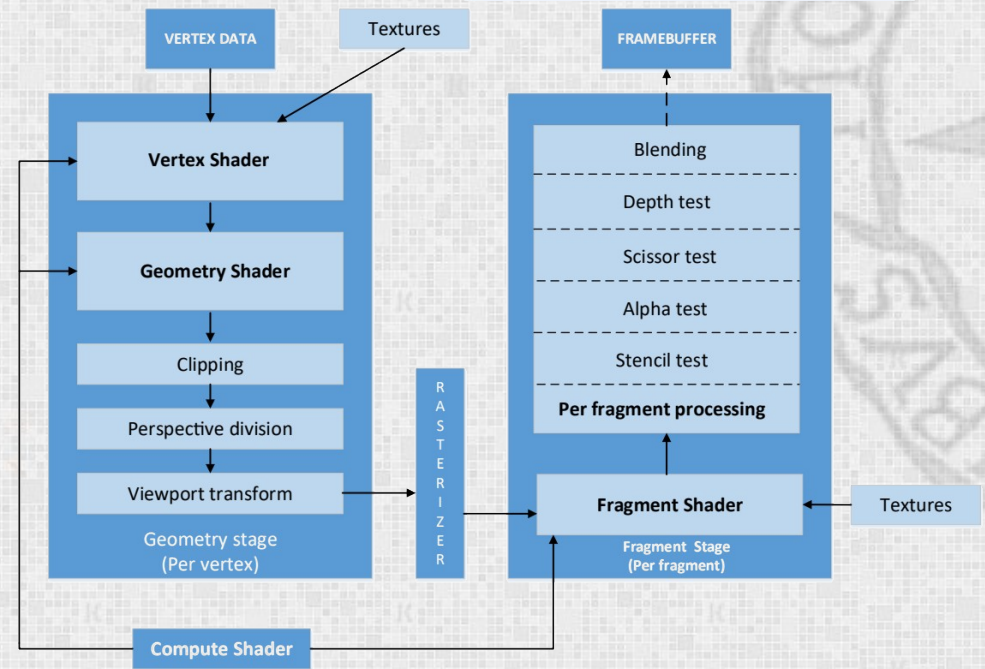 VERTEX DATA
Textures
FRAMEBUFFER
Vertex Shader
Geometry Shader
Clipping
Perspective division
Viewport transform
Geometry stage
(Per vertex)
RASTERIZER
Blending
Depth test
Scissor test
Alpha test
Stencil test
Per fragment processing
Fragment Shader
Textures
Fragment Stage
(Per fragment)
Compute Shader